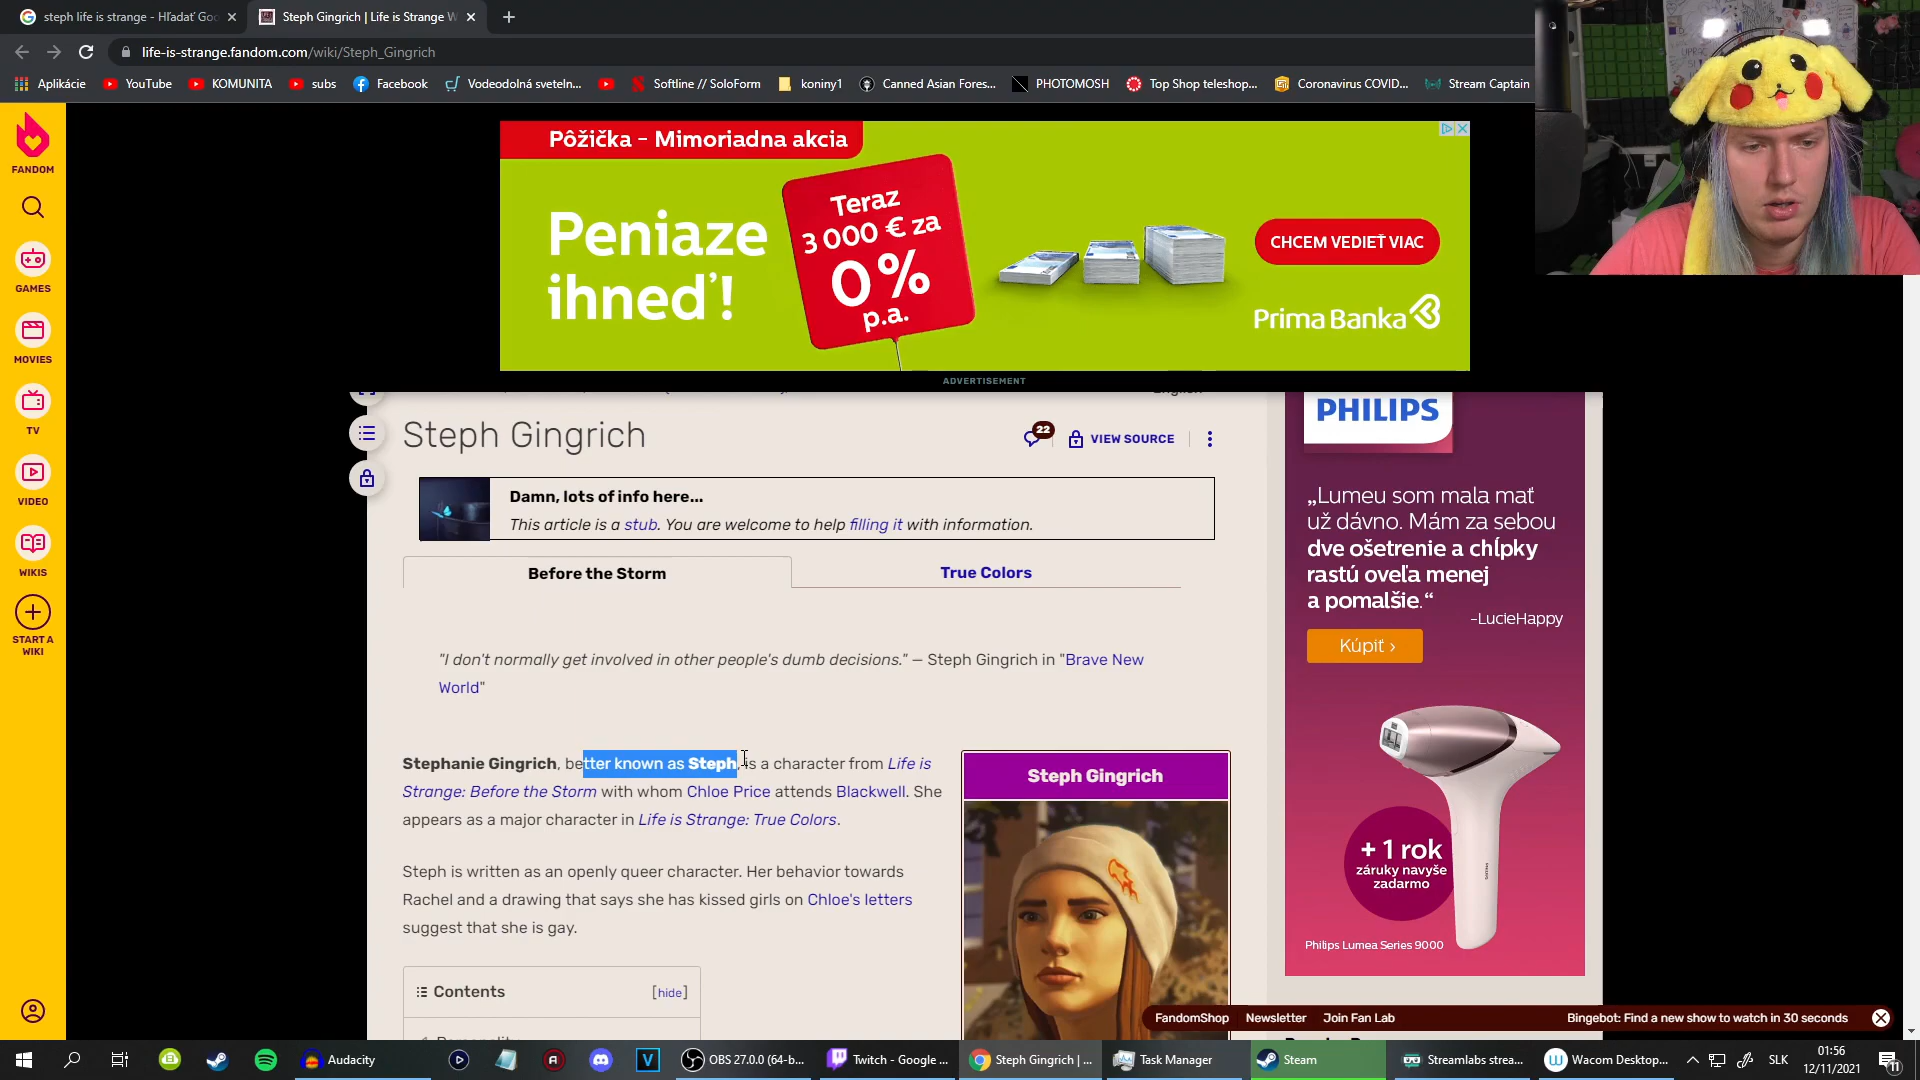 steph life is strange - Hľadať Goo
Steph Gingrich | Life is Strange W
life-is-strange.fandom.com/wiki/Steph_Gingrich
Aplikácie
YouTube
KOMUNITA
subs
Facebook
Vodeodolná sveteln...
Softline // SoloForm
koniny1
Canned Asian Fores...
PHOTOMOSH
Top Shop teleshop...
Coronavirus COVID...
Stream Captain
FANDOM
GAMES
MOVIES
TV
VIDEO
WIKIS
START A
WIKI
Pôžička - Mimoriadna akcia
Peniaze
ihneď!
Teraz
3 000 € za
0%
p.a.
CHCEM VEDIEŤ VIAC
Prima Banka
ADVERTISEMENT
English
Steph Gingrich
22
VIEW SOURCE
Damn, lots of info here...
This article is a stub. You are welcome to help filling it with information.
Before the Storm
True Colors
"I don't normally get involved in other people's dumb decisions." — Steph Gingrich in "Brave New
World"
Stephanie Gingrich, better known as Steph, is a character from Life is
Strange: Before the Storm with whom Chloe Price attends Blackwell. She
appears as a major character in Life is Strange: True Colors.
Steph is written as an openly queer character. Her behavior towards
Rachel and a drawing that says she has kissed girls on Chloe's letters
suggest that she is gay.
Contents
[hide]
Steph Gingrich
PHILIPS
„Lumeu som mala mať
už dávno. Mám za sebou
dve ošetrenie a chĺpky
rastú oveľa menej
a pomalšie.“
-LucieHappy
Kúpiť ›
+ 1 rok
záruky navyše
zadarmo
Philips Lumea Series 9000
FandomShop
Newsletter
Join Fan Lab
Bingebot: Find a new show to watch in 30 seconds
Audacity
OBS 27.0.0 (64-b...
Twitch - Google ...
Steph Gingrich | ...
Task Manager
Steam
Streamlabs strea...
Wacom Desktop...
SLK
01:56
12/11/2021
11